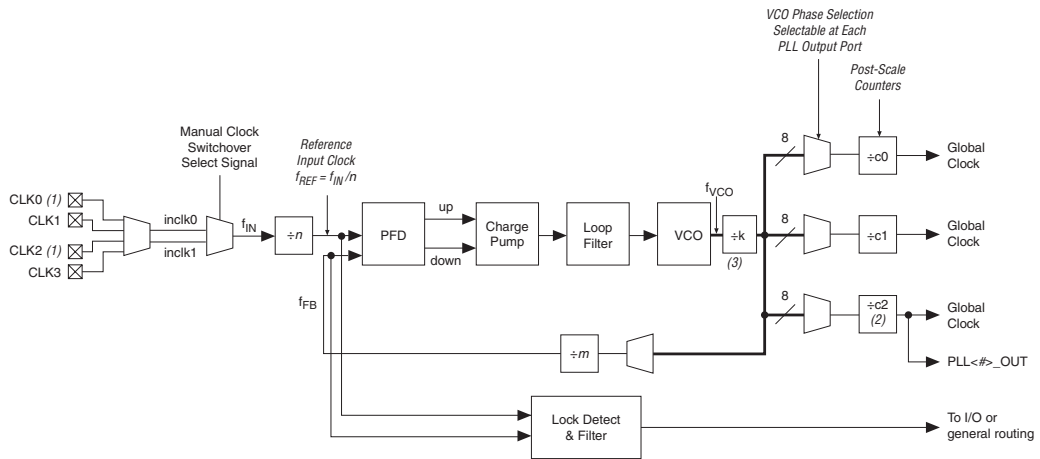 VCO Phase Selection
Selectable at Each
PLL Output Port
Post-Scale
Counters
Manual Clock
Switchover
Select Signal
Reference
Input Clock
fREF = fIN /n
CLK0 (1)
CLK1
CLK2 (1)
CLK3
inclk0
inclk1
fIN
÷n
PFD
up
down
Charge
Pump
Loop
Filter
VCO
fVCO
÷k
(3)
8
÷c0
Global
Clock
8
÷c1
Global
Clock
8
÷c2
(2)
Global
Clock
PLL<#>_OUT
fFB
÷m
Lock Detect
& Filter
To I/O or
general routing